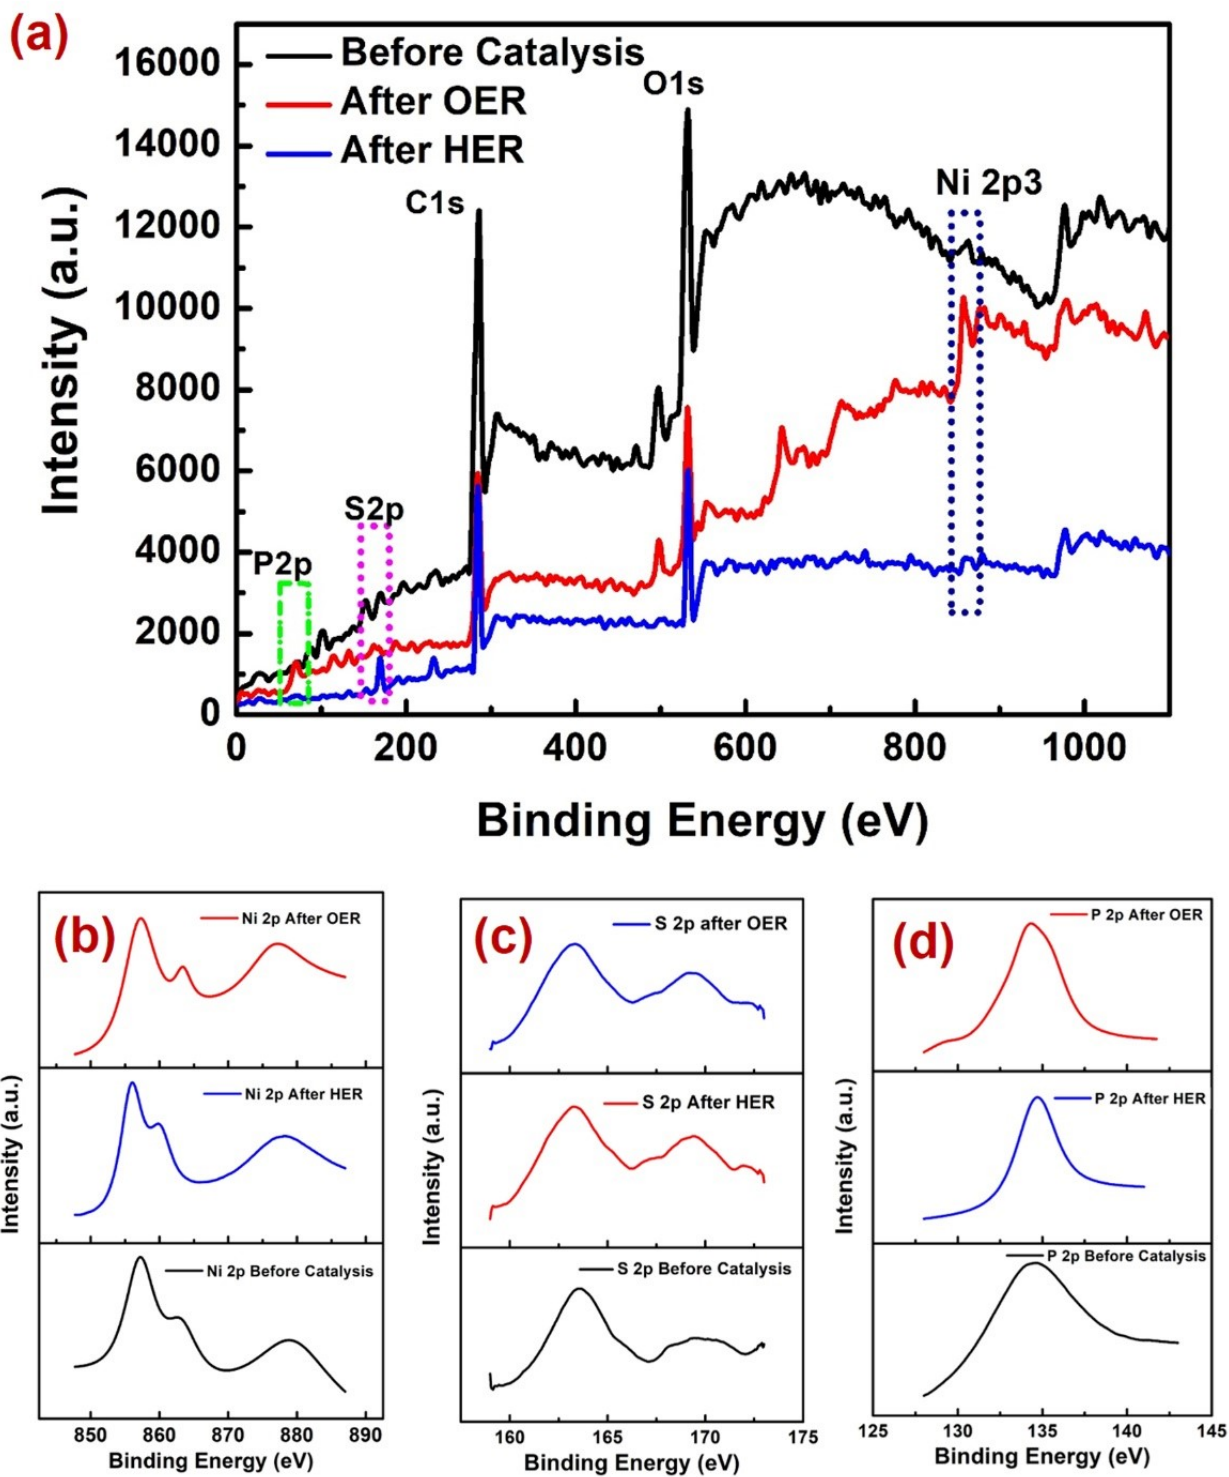 (a)
Before Catalysis
After OER
After HER
C1s
O1s
Ni 2p3
S2p
P2p
16000
14000
12000
10000
8000
6000
4000
2000
0
Intensity (a.u.)
0 200 400 600 800 1000
Binding Energy (eV)
(b)
Ni 2p After OER
Ni 2p After HER
Ni 2p Before Catalysis
Intensity (a.u.)
850 860 870 880 890
Binding Energy (eV)
(c)
S 2p after OER
S 2p After HER
S 2p Before Catalysis
Intensity (a.u.)
160 165 170 175
Binding Energy (eV)
(d)
P 2p After OER
P 2p After HER
P 2p Before Catalysis
Intensity (a.u.)
125 130 135 140 145
Binding Energy (eV)